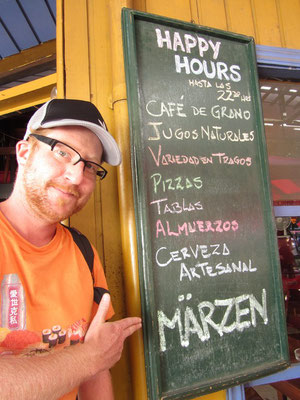 HAPPY
HOURS
HASTA LAS
22:00
CAFÉ DE GRANO
JUGOS NATURALES
VARIEDAD EN TRAGOS
PIZZAS
TABLAS
ALMUERZOS
CERVEZA
ARTESANAL
MÄRZEN